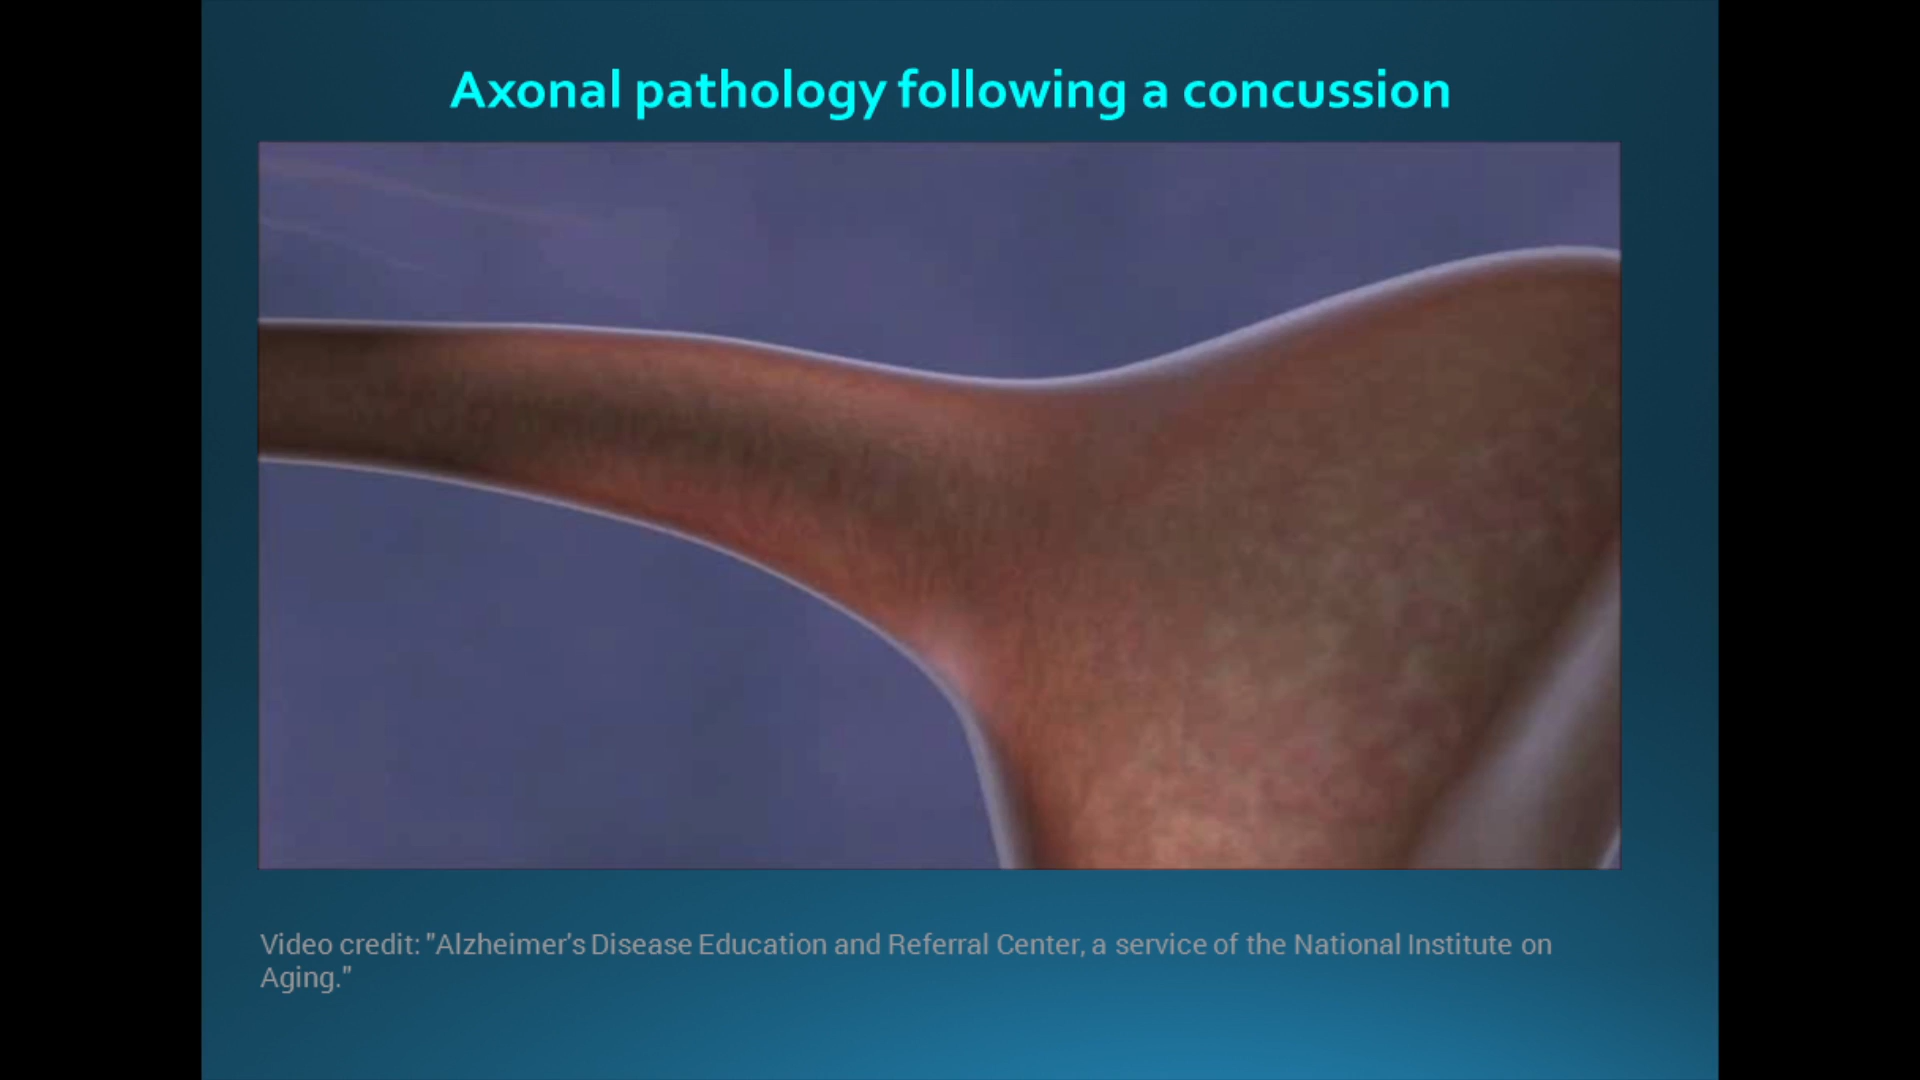 Axonal pathology following a concussion
Video credit: "Alzheimer's Disease Education and Referral Center, a service of the National Institute on
Aging."